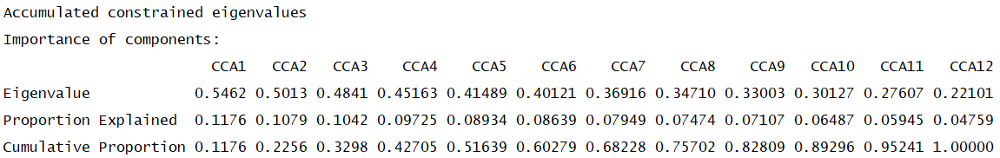 Accumulated constrained eigenvalues
Importance of components:
CCA1 CCA2 CCA3 CCA4 CCA5 CCA6 CCA7 CCA8 CCA9 CCA10 CCA11 CCA12
Eigenvalue 0.5462 0.5013 0.4841 0.45163 0.41489 0.40121 0.36916 0.34710 0.33003 0.30127 0.27607 0.22101
Proportion Explained 0.1176 0.1079 0.1042 0.09725 0.08934 0.08639 0.07949 0.07474 0.07107 0.06487 0.05945 0.04759
Cumulative Proportion 0.1176 0.2256 0.3298 0.42705 0.51639 0.60279 0.68228 0.75702 0.82809 0.89296 0.95241 1.00000